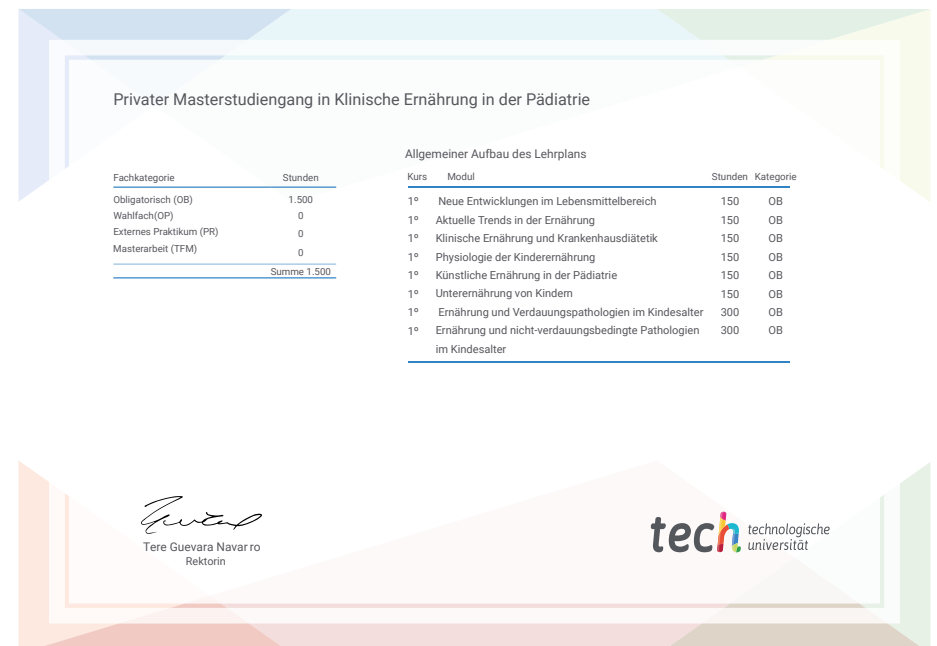 Privater Masterstudiengang in Klinische Ernährung in der Pädiatrie
Fachkategorie Stunden
Obligatorisch (OB) 1.500
Wahlfach(OP) 0
Externes Praktikum (PR) 0
Masterarbeit (TFM) 0
Summe 1.500
Allgemeiner Aufbau des Lehrplans
Kurs Modul Stunden Kategorie
1º Neue Entwicklungen im Lebensmittelbereich 150 OB
1º Aktuelle Trends in der Ernährung 150 OB
1º Klinische Ernährung und Krankenhausdiätetik 150 OB
1º Physiologie der Kinderernährung 150 OB
1º Künstliche Ernährung in der Pädiatrie 150 OB
1º Unterernährung von Kindern 150 OB
1º Ernährung und Verdauungspathologien im Kindesalter 300 OB
1º Ernährung und nicht-verdauungsbedingte Pathologien 300 OB
im Kindesalter
Tere Guevara Navarro
Rektorin
tech technologische
universität